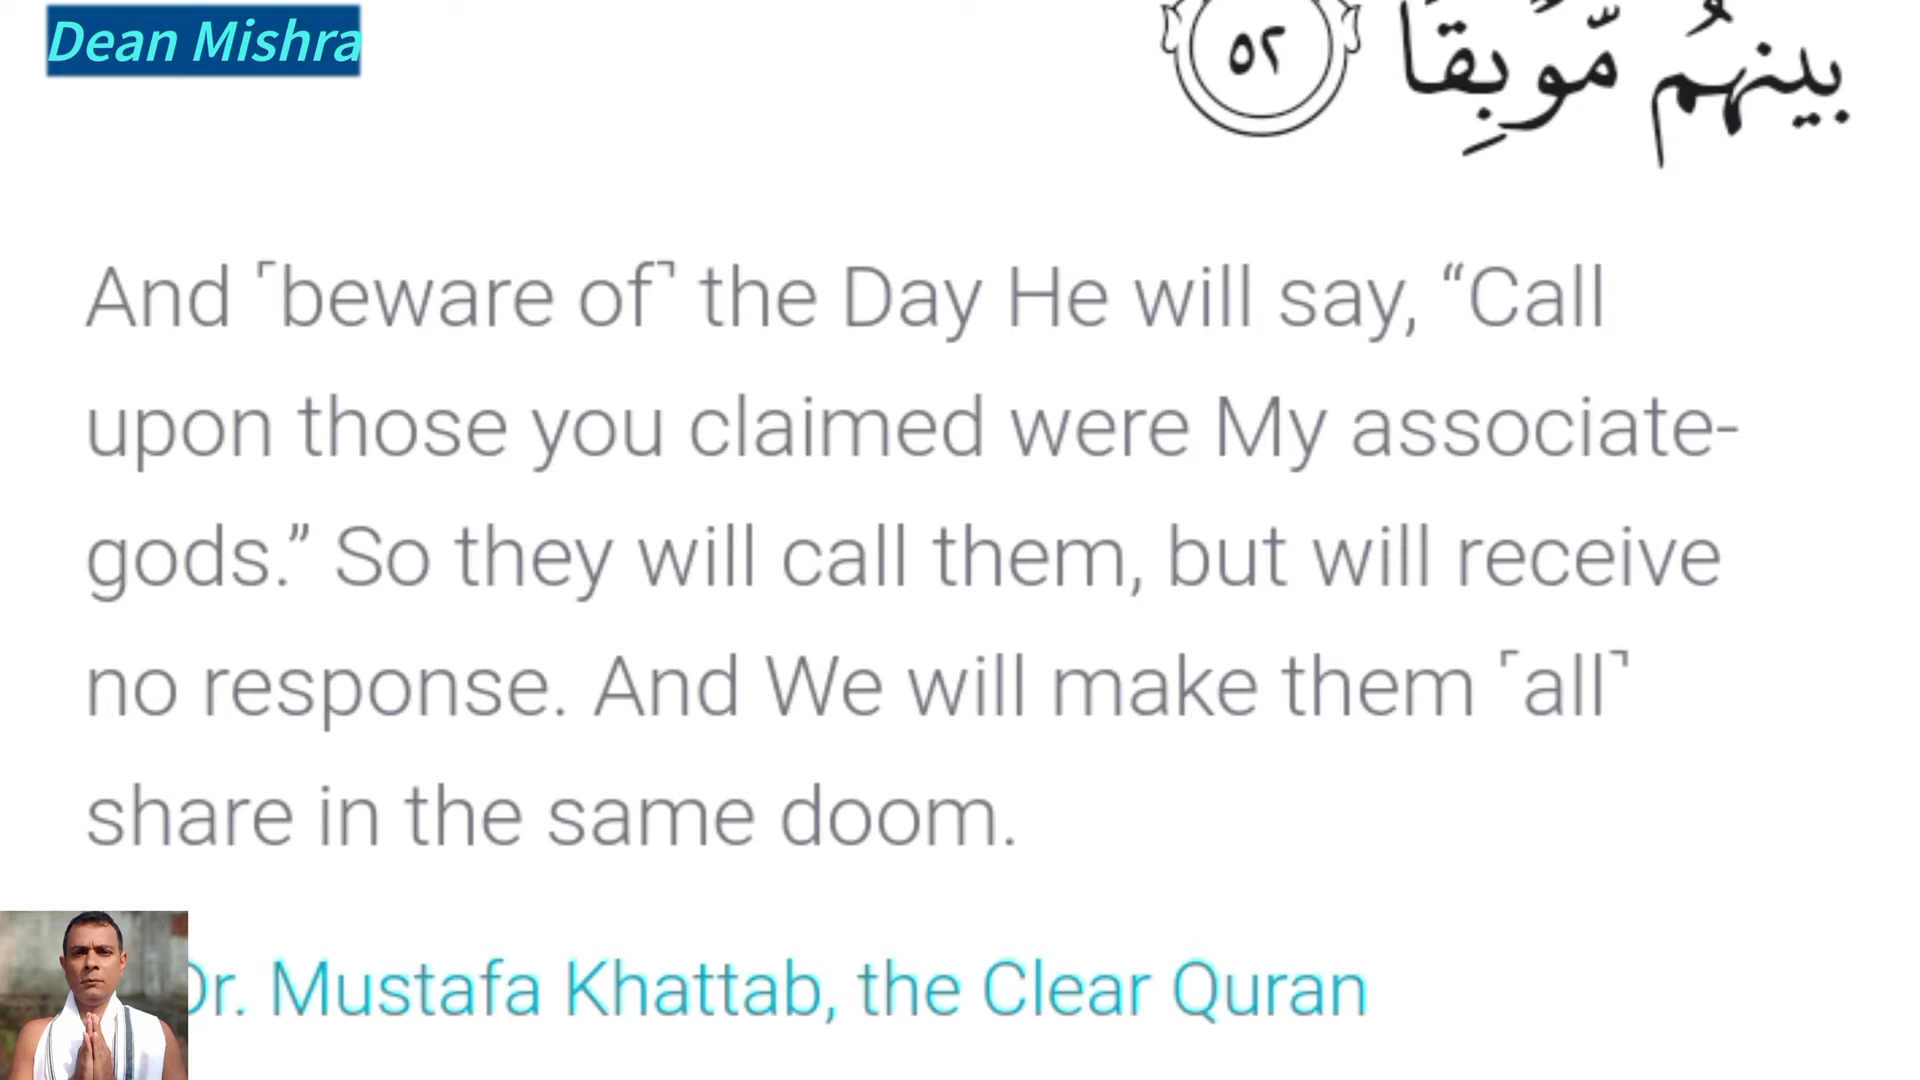 Dean Mishra
بينهم مَّوْبِقًا ٥٢
And ˹beware of˺ the Day He will say, “Call
upon those you claimed were My associate-
gods.” So they will call them, but will receive
no response. And We will make them ˹all˺
share in the same doom.
Dr. Mustafa Khattab, the Clear Quran